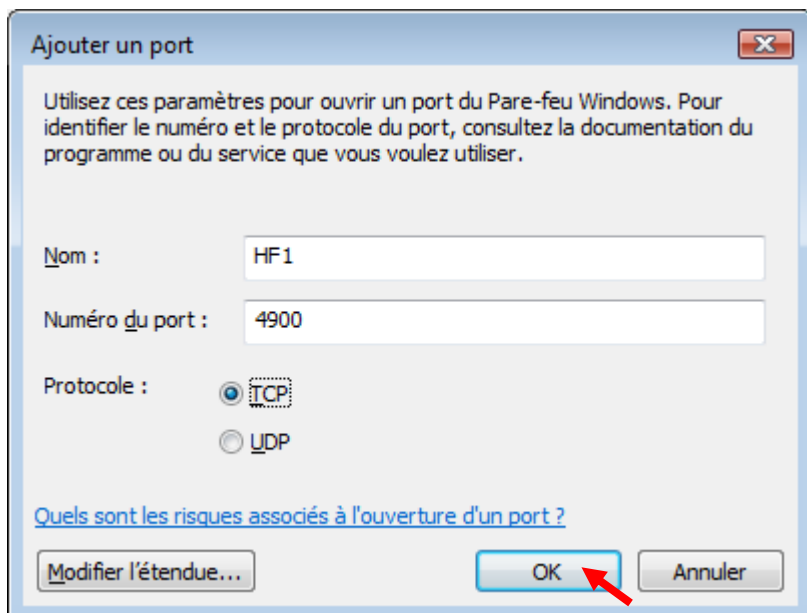 Ajouter un port
Utilisez ces paramètres pour ouvrir un port du Pare-feu Windows. Pour
identifier le numéro et le protocole du port, consultez la documentation du
programme ou du service que vous voulez utiliser.
Nom : HF1
Numéro du port : 4900
Protocole : TCP
UDP
Quels sont les risques associés à l'ouverture d'un port ?
Modifier l'étendue... OK Annuler